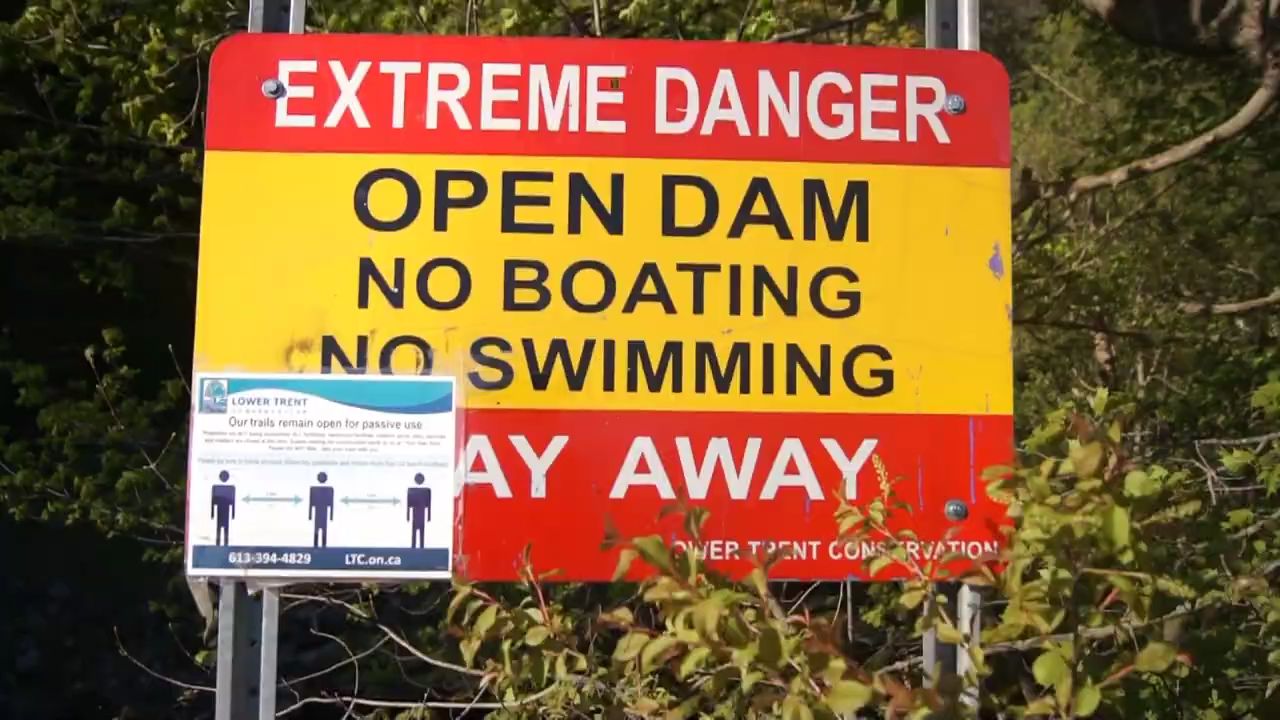 EXTREME DANGER
OPEN DAM
NO BOATING
NO SWIMMING
AY AWAY
OWER TRENT CONSERVATION
LOWER TRENT
Our trails remain open for passive use
613-394-4829 LTC.on.ca